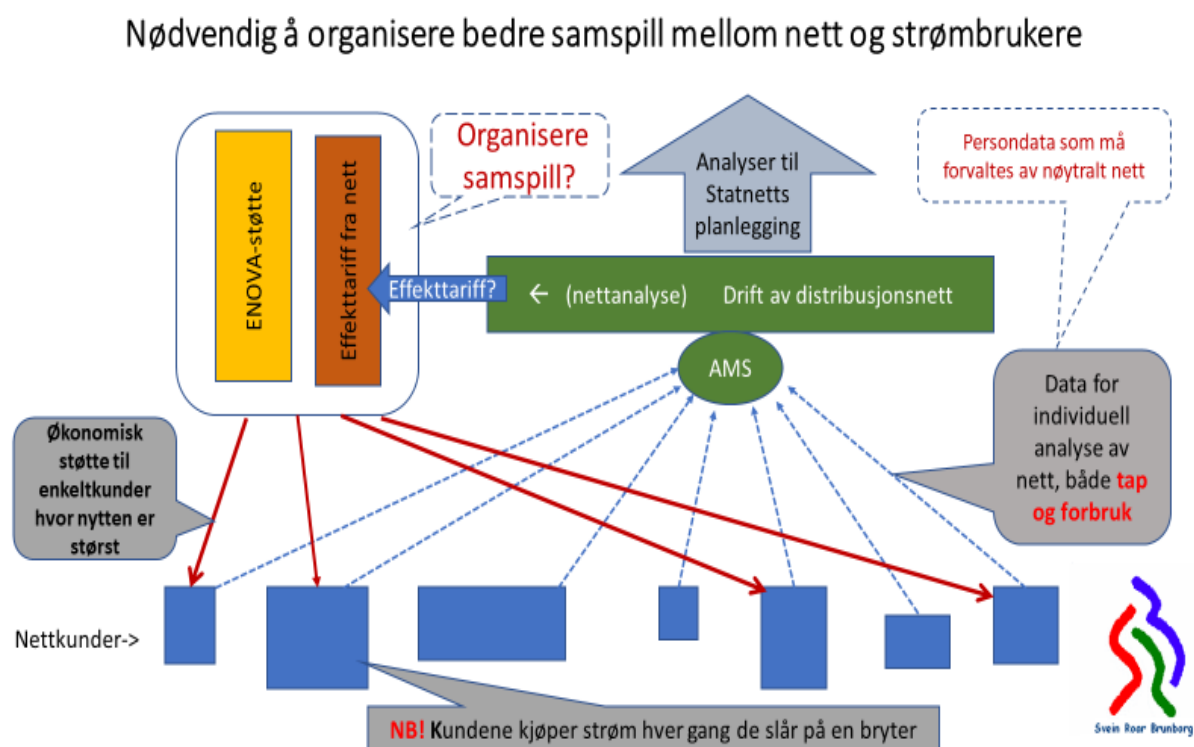 Nødvendig å organisere bedre samspill mellom nett og strømbrukere
ENOVA-støtte
Effekttariff fra nett
Organisere
samspill?
Analyser til
Statnetts
planlegging
Persondata som må
forvaltes av nøytralt nett
Effekttariff?
← (nettanalyse) Drift av distribusjonsnett
AMS
Økonomisk
støtte til
enkeltkunder
hvor nytten er
størst
Data for
individuell
analyse av
nett, både tap
og forbruk
Nettkunder->
NB! Kundene kjøper strøm hver gang de slår på en bryter
Svein Roar Brunborg